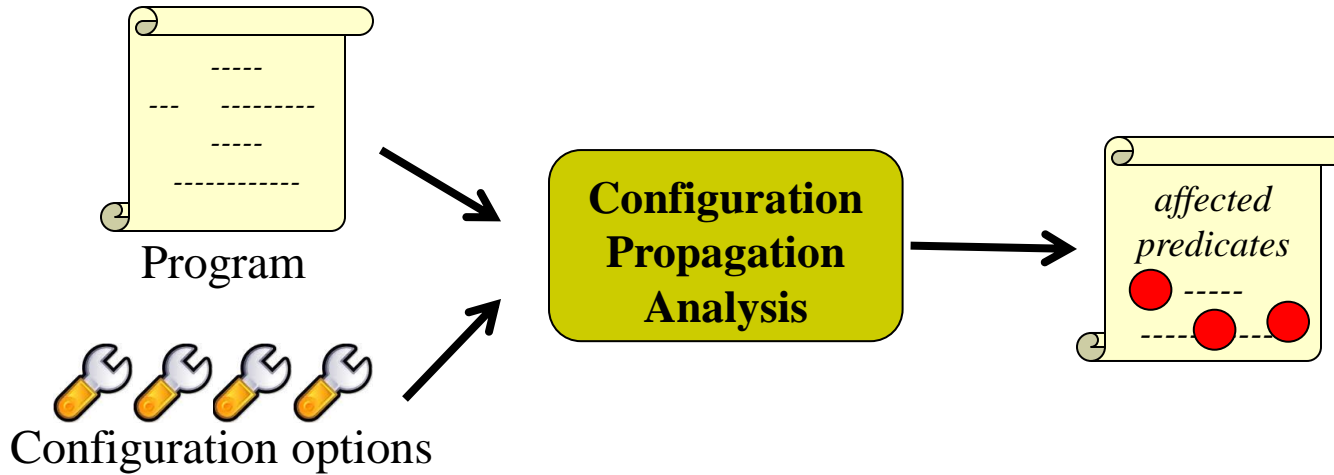 -----
--- ---------
-----
------------
Program
Configuration options
Configuration
Propagation
Analysis
affected
predicates
-----
----- ---